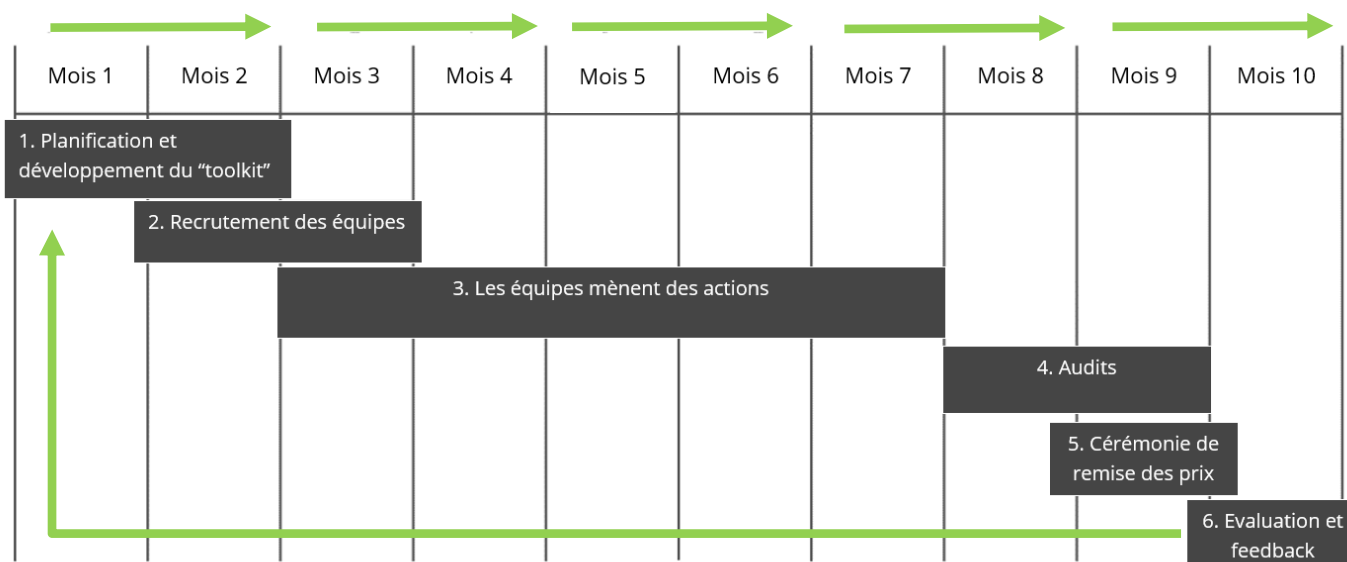 Mois 1 Mois 2 Mois 3 Mois 4 Mois 5 Mois 6 Mois 7 Mois 8 Mois 9 Mois 10
1. Planification et
développement du “toolkit”
2. Recrutement des équipes
3. Les équipes mènent des actions
4. Audits
5. Cérémonie de
remise des prix
6. Evaluation et
feedback